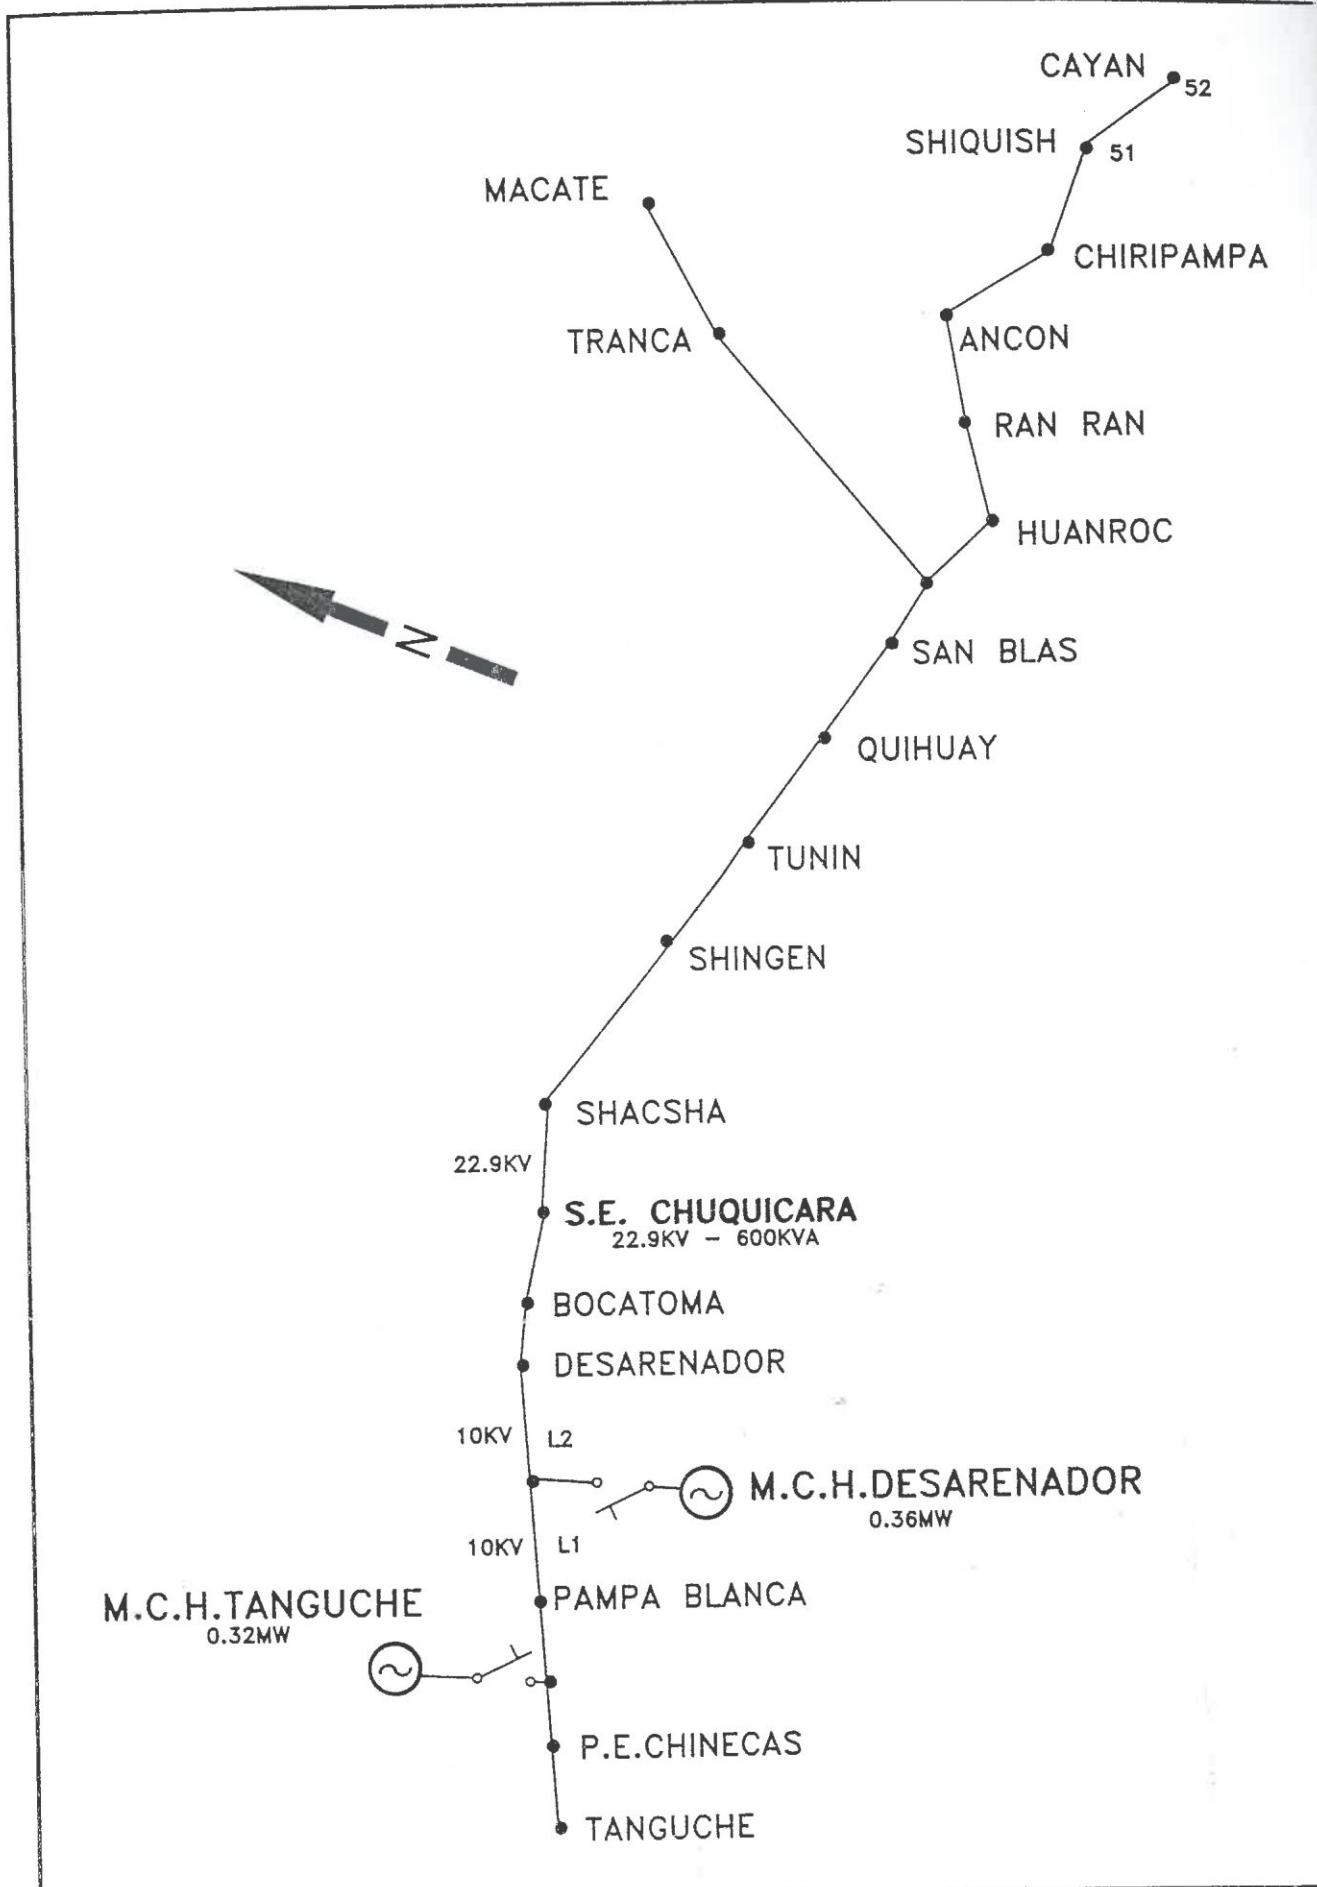 CAYAN
52
SHIQUISH
51
MACATE
CHIRIPAMPA
TRANCA
ANCON
RAN RAN
HUANROC
N
SAN BLAS
QUIHUAY
TUNIN
SHINGEN
SHACSHA
22.9KV
S.E. CHUQUICARA
22.9KV – 600KVA
BOCATOMA
DESARENADOR
10KV L2
M.C.H.DESARENADOR
0.36MW
10KV L1
PAMPA BLANCA
M.C.H.TANGUCHE
0.32MW
P.E.CHINECAS
TANGUCHE